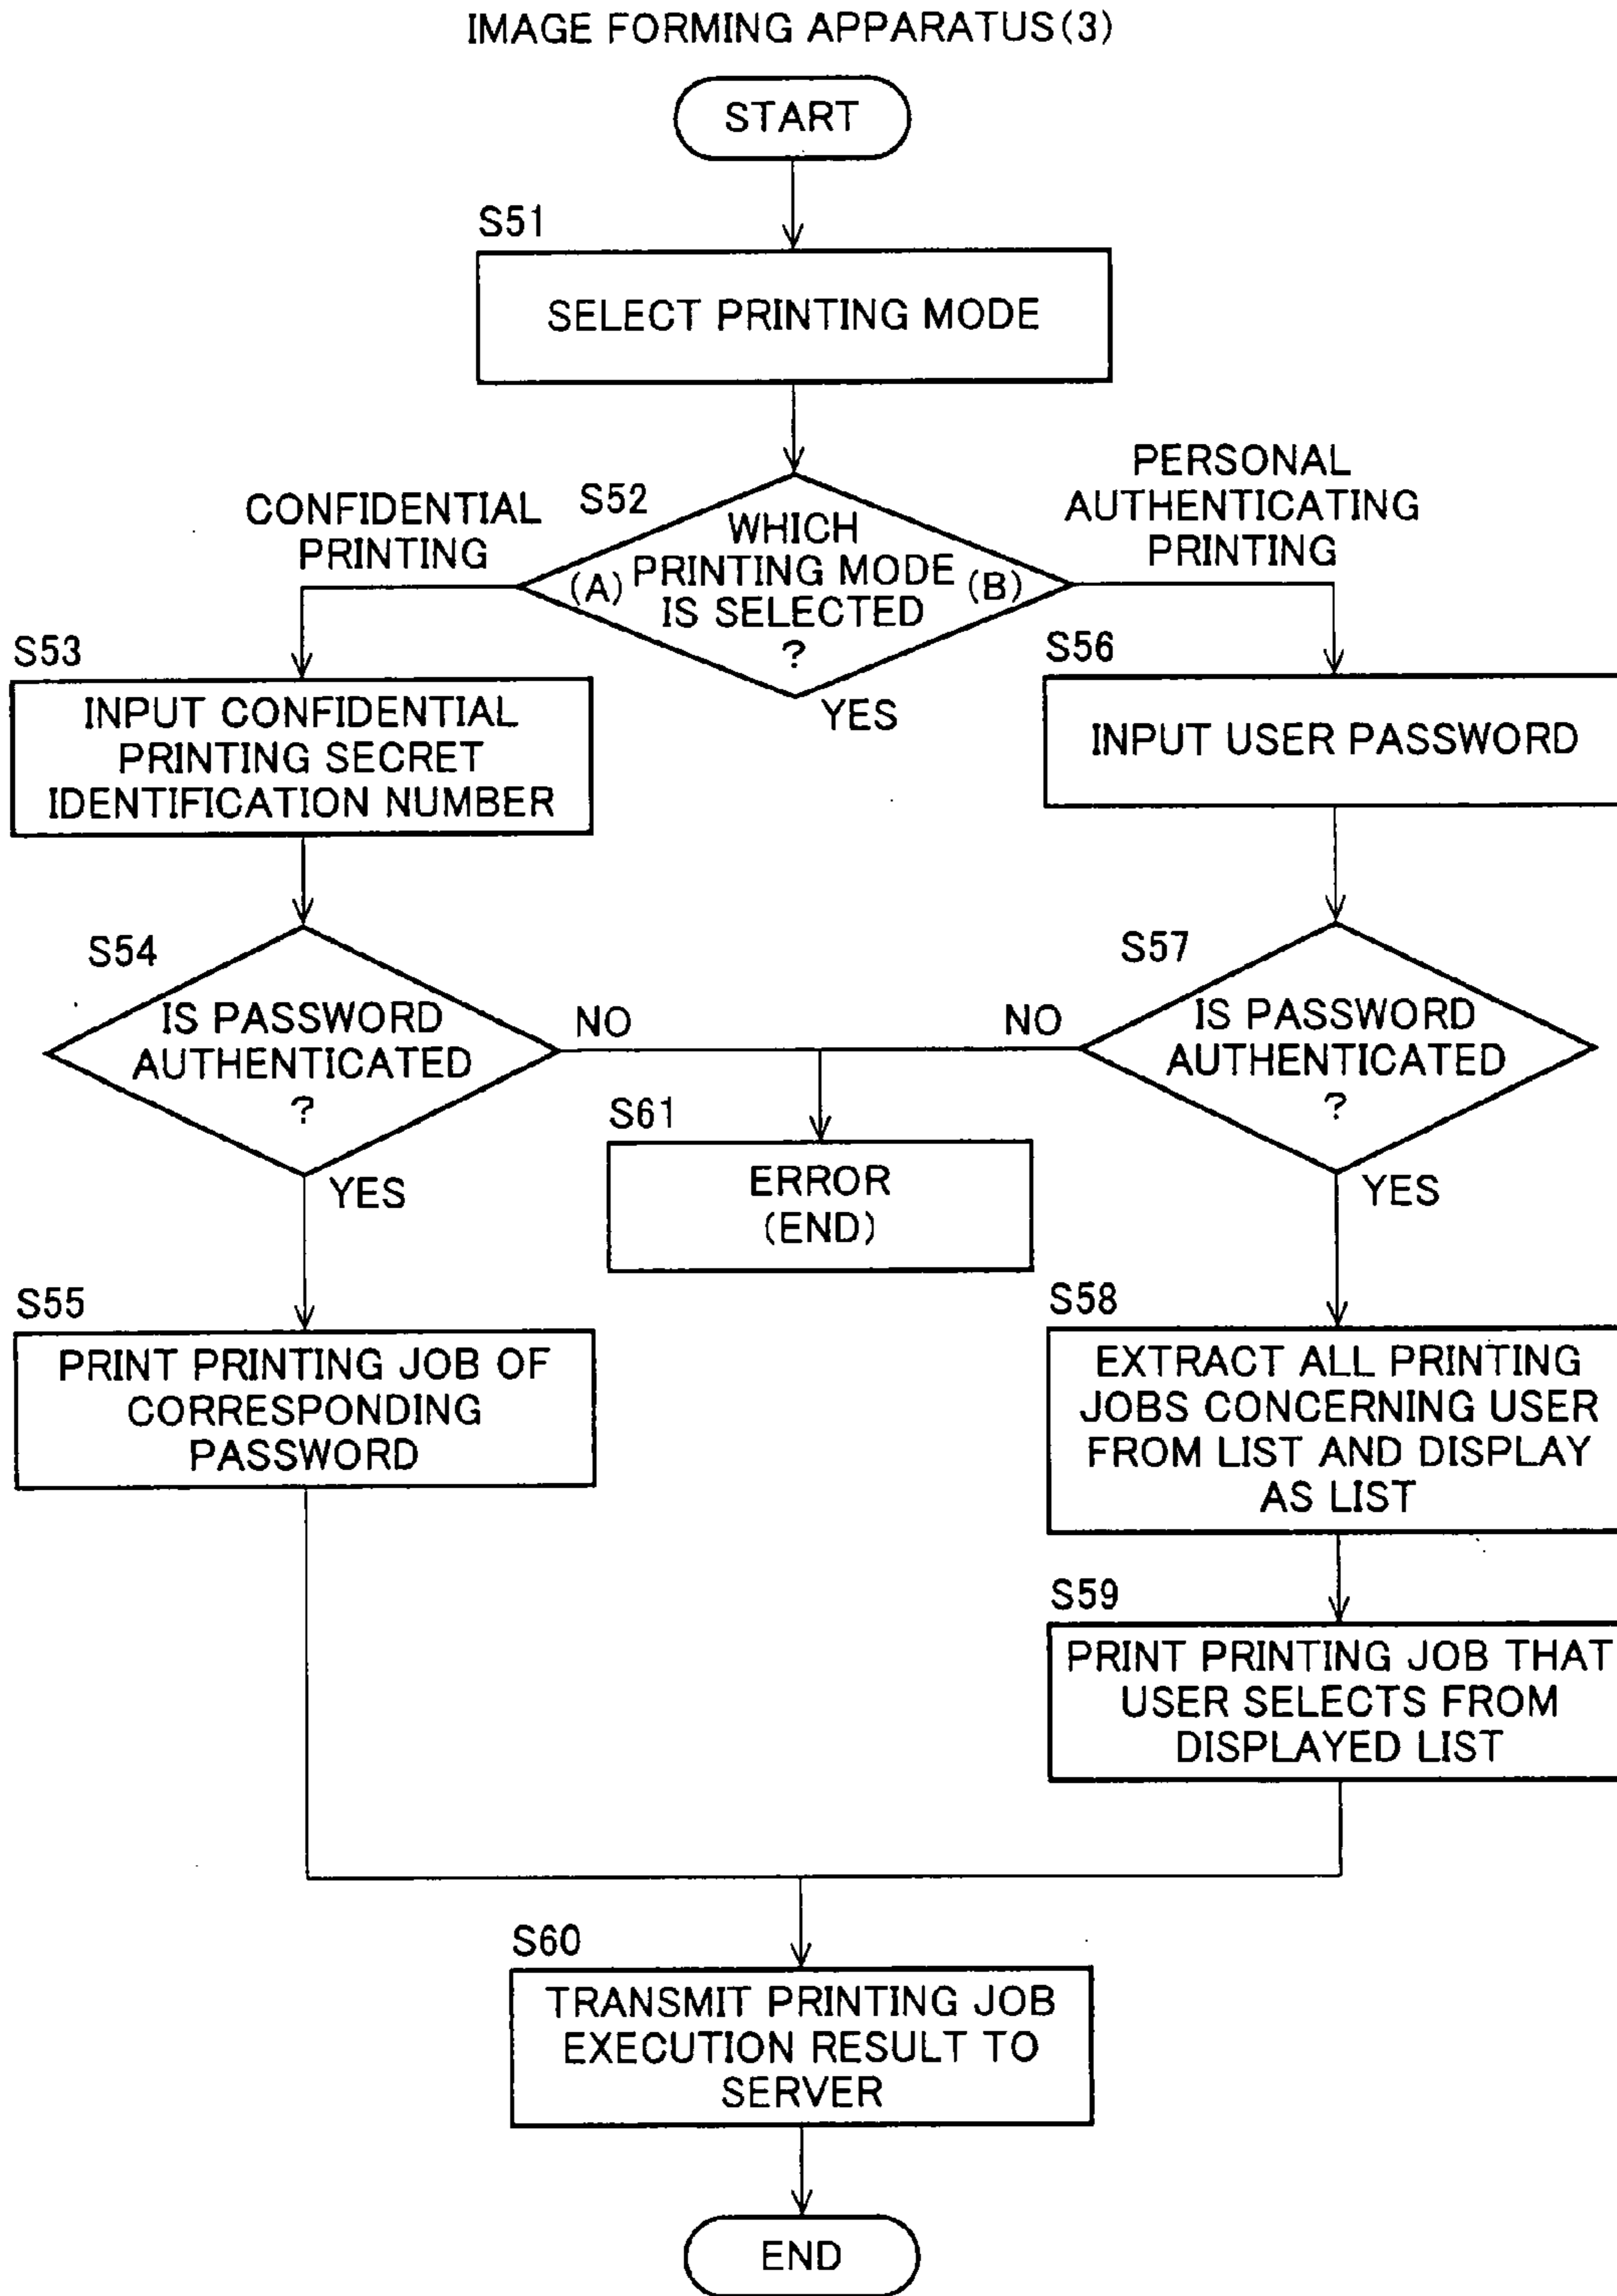 IMAGE FORMING APPARATUS(3)
START
S51
SELECT PRINTING MODE
S52
CONFIDENTIAL
PRINTING
(A)
WHICH
PRINTING MODE
IS SELECTED
?
(B)
YES
PERSONAL
AUTHENTICATING
PRINTING
S53
INPUT CONFIDENTIAL
PRINTING SECRET
IDENTIFICATION NUMBER
S56
INPUT USER PASSWORD
S54
IS PASSWORD
AUTHENTICATED
?
NO
YES
S57
IS PASSWORD
AUTHENTICATED
?
NO
YES
S61
ERROR
(END)
S55
PRINT PRINTING JOB OF
CORRESPONDING
PASSWORD
S58
EXTRACT ALL PRINTING
JOBS CONCERNING USER
FROM LIST AND DISPLAY
AS LIST
S59
PRINT PRINTING JOB THAT
USER SELECTS FROM
DISPLAYED LIST
S60
TRANSMIT PRINTING JOB
EXECUTION RESULT TO
SERVER
END